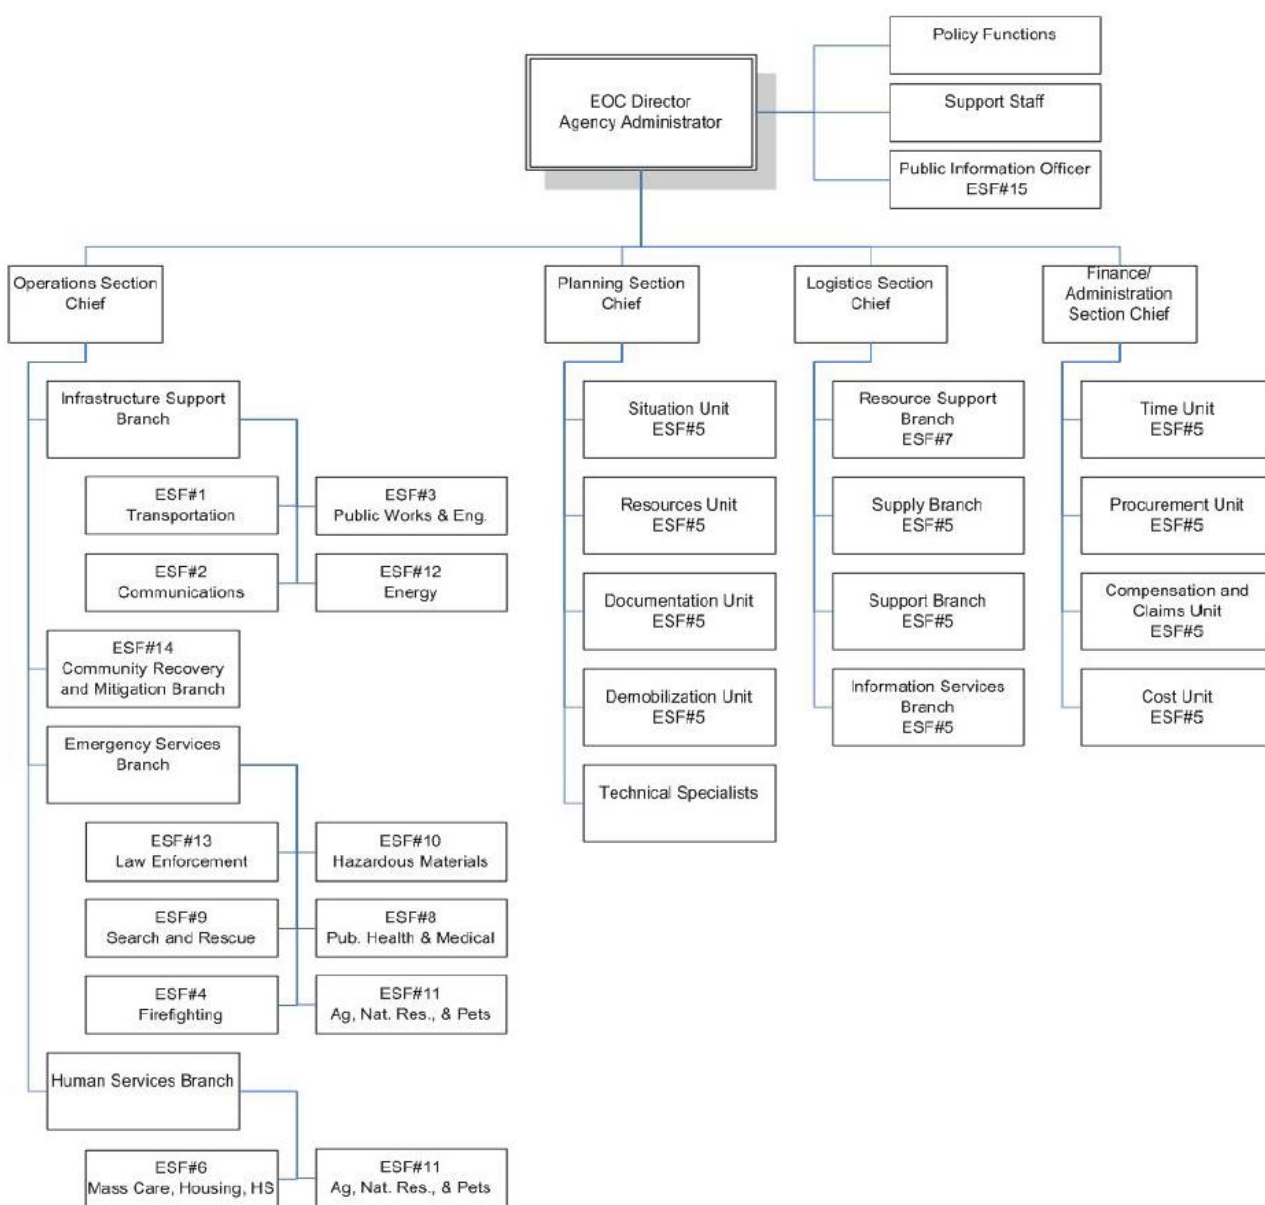 EOC Director
Agency Administrator
Policy Functions
Support Staff
Public Information Officer
ESF#15
Operations Section
Chief
Planning Section
Chief
Logistics Section
Chief
Finance/
Administration
Section Chief
Infrastructure Support
Branch
ESF#1
Transportation
ESF#3
Public Works & Eng.
ESF#2
Communications
ESF#12
Energy
ESF#14
Community Recovery
and Mitigation Branch
Emergency Services
Branch
ESF#13
Law Enforcement
ESF#10
Hazardous Materials
ESF#9
Search and Rescue
ESF#8
Pub. Health & Medical
ESF#4
Firefighting
ESF#11
Ag, Nat. Res., & Pets
Human Services Branch
ESF#6
Mass Care, Housing, HS
ESF#11
Ag, Nat. Res., & Pets
Situation Unit
ESF#5
Resources Unit
ESF#5
Documentation Unit
ESF#5
Demobilization Unit
ESF#5
Technical Specialists
Resource Support
Branch
ESF#7
Supply Branch
ESF#5
Support Branch
ESF#5
Information Services
Branch
ESF#5
Time Unit
ESF#5
Procurement Unit
ESF#5
Compensation and
Claims Unit
ESF#5
Cost Unit
ESF#5